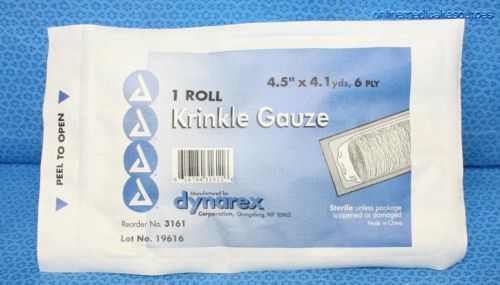 onlinemedicalresources
4.5" x 4.1 yds, 6 PLY
1 ROLL
Krinkle Gauze
PEEL TO OPEN
Manufactured for
dynarex
Corporation, Orangeburg, NY 10962
Reorder No. 3161
Lot No. 19616
Sterile unless package
is opened or damaged
Made in China